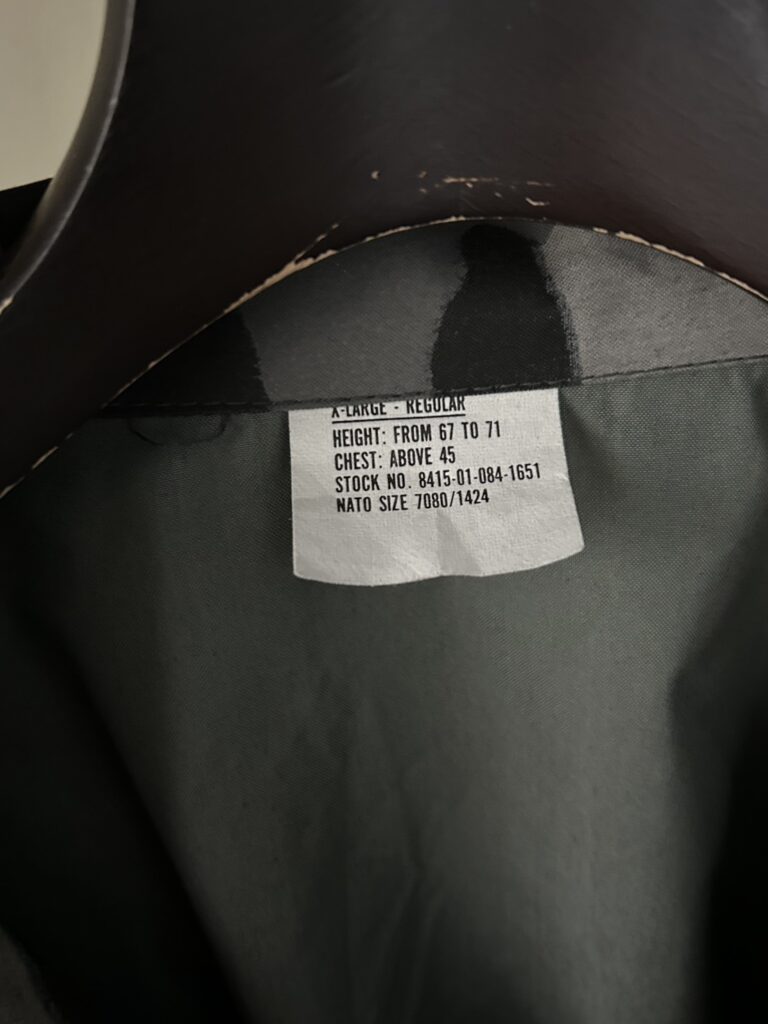 X-LARGE - REGULAR
HEIGHT: FROM 67 TO 71
CHEST: ABOVE 45
STOCK NO. 8415-01-084-1651
NATO SIZE 7080/1424